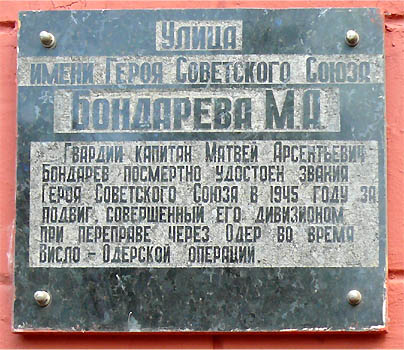 Улица
имени Героя Советского Союза
Бондарева М.А
Гвардии капитан Матвей Арсентьевич
Бондарев посмертно удостоен звания
Героя Советского Союза в 1945 году за
подвиг, совершенный его дивизионом
при переправе через Одер во время
Висло – Одерской операции.